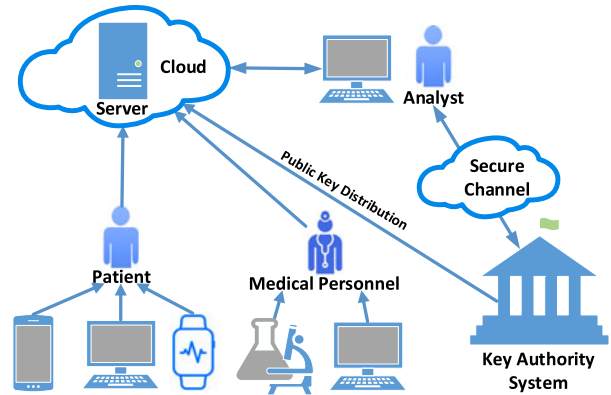 Cloud
Server
Analyst
Public Key Distribution
Secure
Channel
Patient
Medical Personnel
Key Authority
System